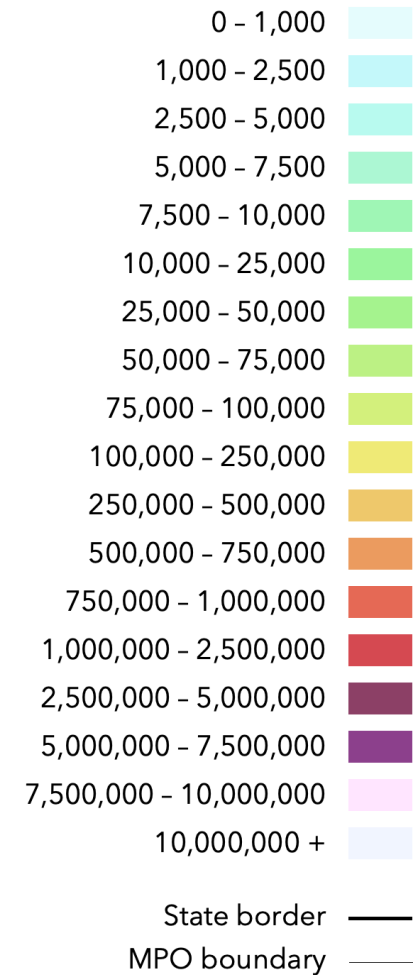 0 – 1,000
1,000 – 2,500
2,500 – 5,000
5,000 – 7,500
7,500 – 10,000
10,000 – 25,000
25,000 – 50,000
50,000 – 75,000
75,000 – 100,000
100,000 – 250,000
250,000 – 500,000
500,000 – 750,000
750,000 – 1,000,000
1,000,000 – 2,500,000
2,500,000 – 5,000,000
5,000,000 – 7,500,000
7,500,000 – 10,000,000
10,000,000 +
State border
MPO boundary